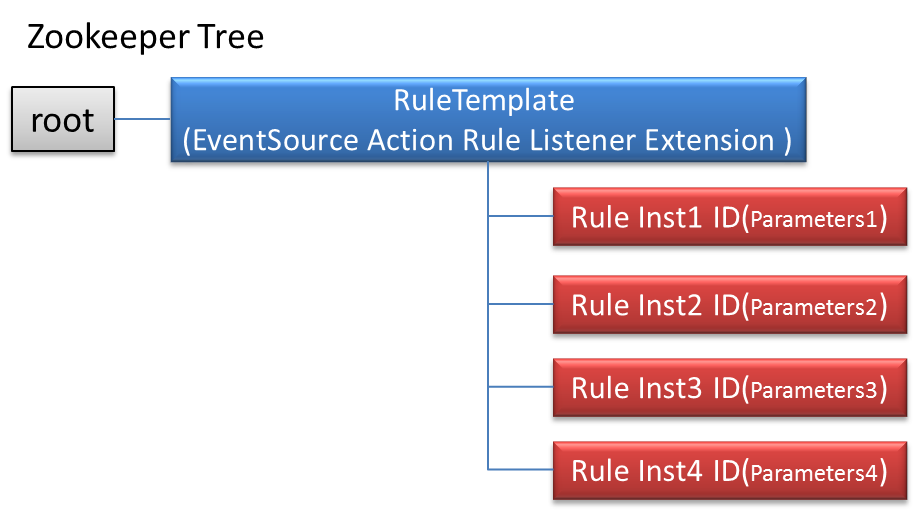 Zookeeper Tree
root
RuleTemplate
(EventSource Action Rule Listener Extension )
Rule Inst1 ID(Parameters1)
Rule Inst2 ID(Parameters2)
Rule Inst3 ID(Parameters3)
Rule Inst4 ID(Parameters4)